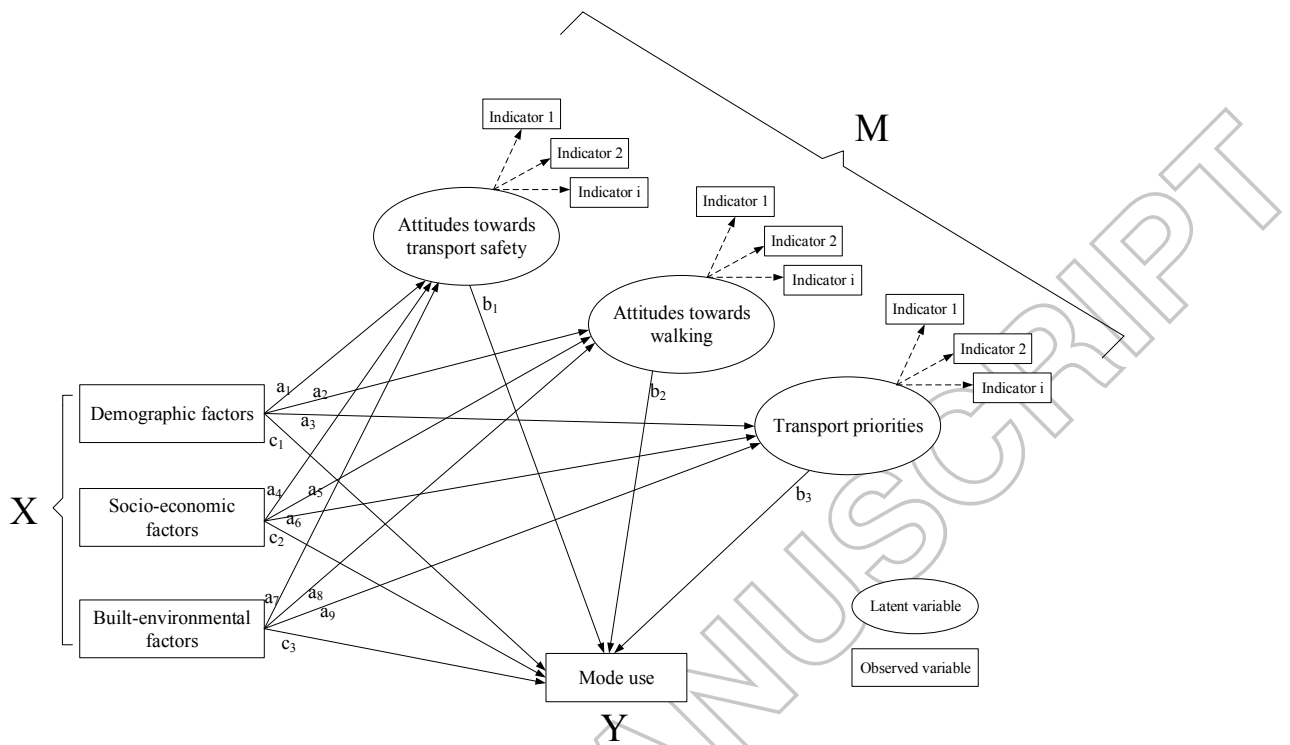 Indicator 1
Indicator 2
Indicator i
Attitudes towards
transport safety
M
Indicator 1
Indicator 2
Indicator i
Attitudes towards
walking
Indicator 1
Indicator 2
Indicator i
Transport priorities
b₁
b₂
b₃
X
Demographic factors
a₁
a₂
a₃
c₁
Socio-economic
factors
a₄
a₅
a₆
c₂
Built-environmental
factors
a₇
a₈
a₉
c₃
Mode use
Y
Latent variable
Observed variable
ANUSCRIPT